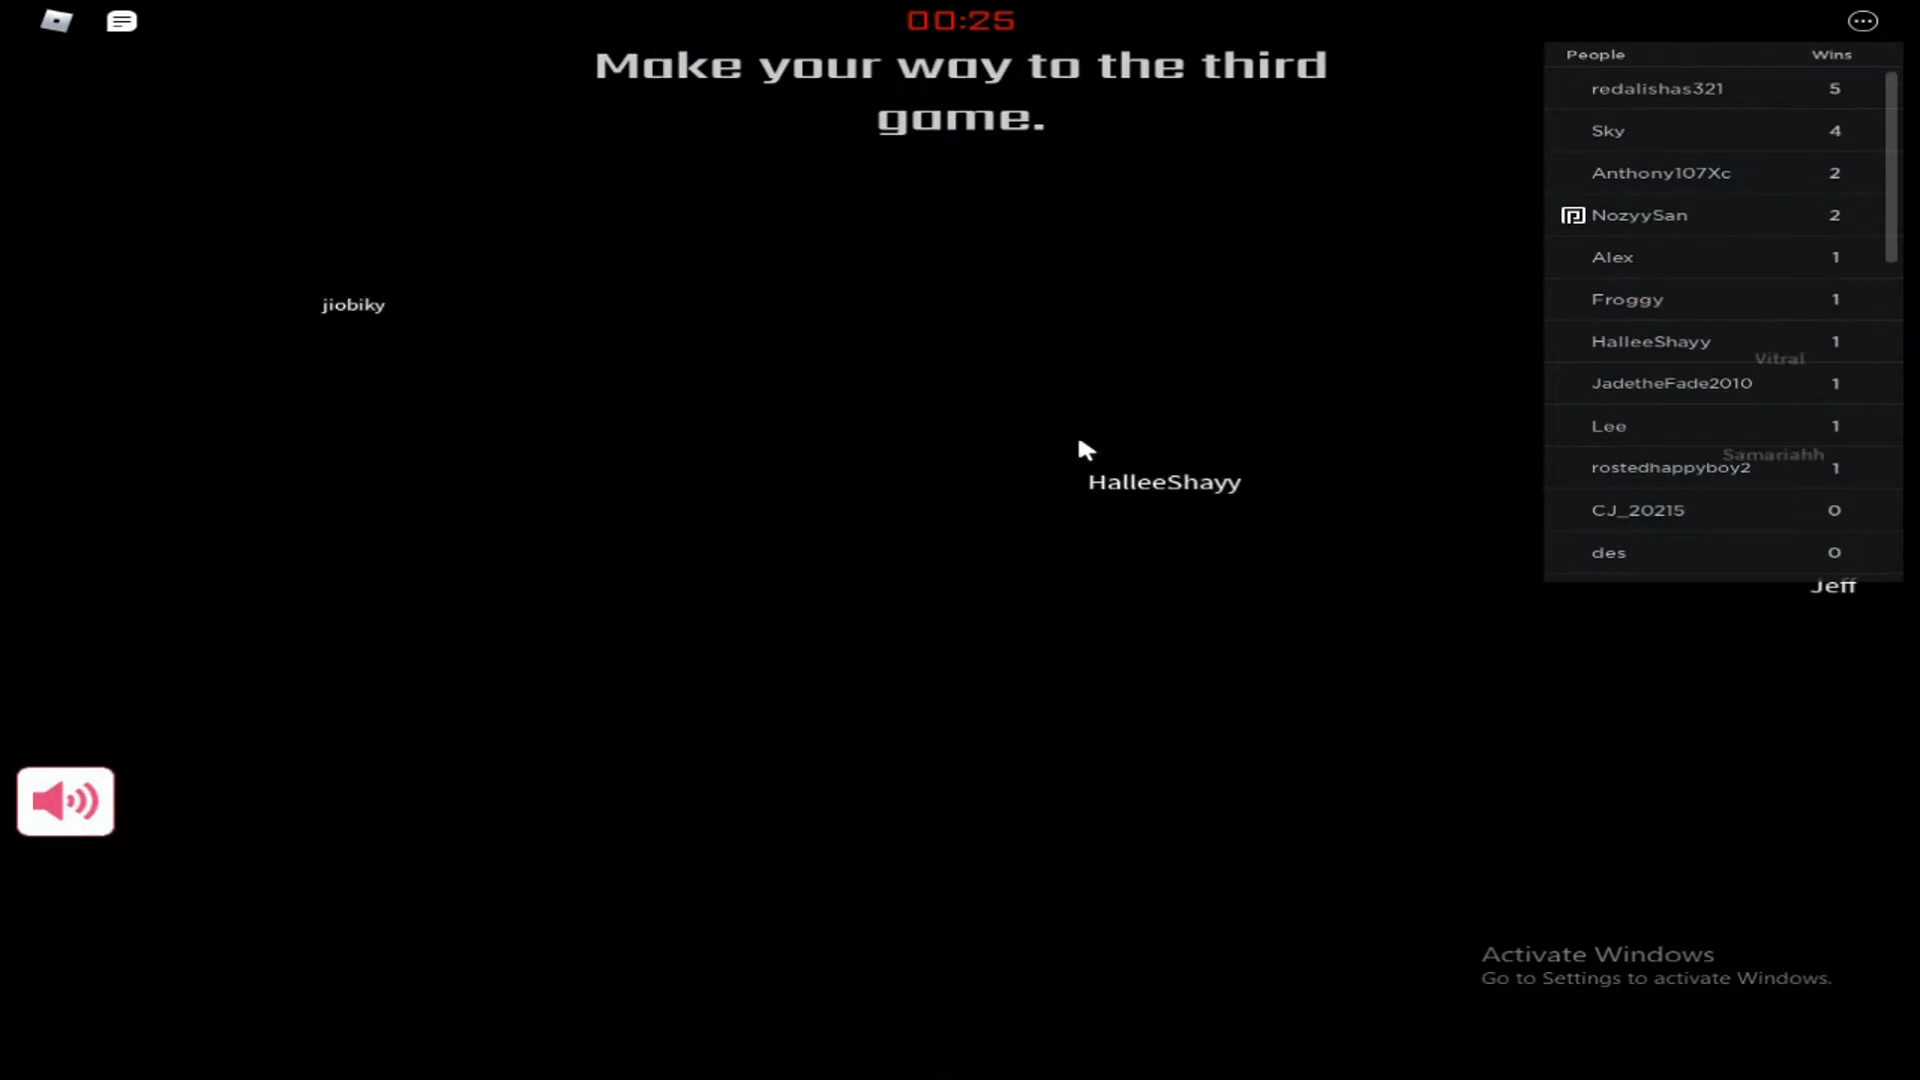 00:25
Make your way to the third
game.
People Wins
redalishas321 5
Sky 4
Anthony107Xc 2
NozyySan 2
Alex 1
Froggy 1
HalleeShayy 1
Vitral
JadetheFade2010 1
Lee 1
Samariahh
rostedhappyboy2 1
CJ_20215 0
des 0
Jeff
jiobiky
HalleeShayy
Activate Windows
Go to Settings to activate Windows.